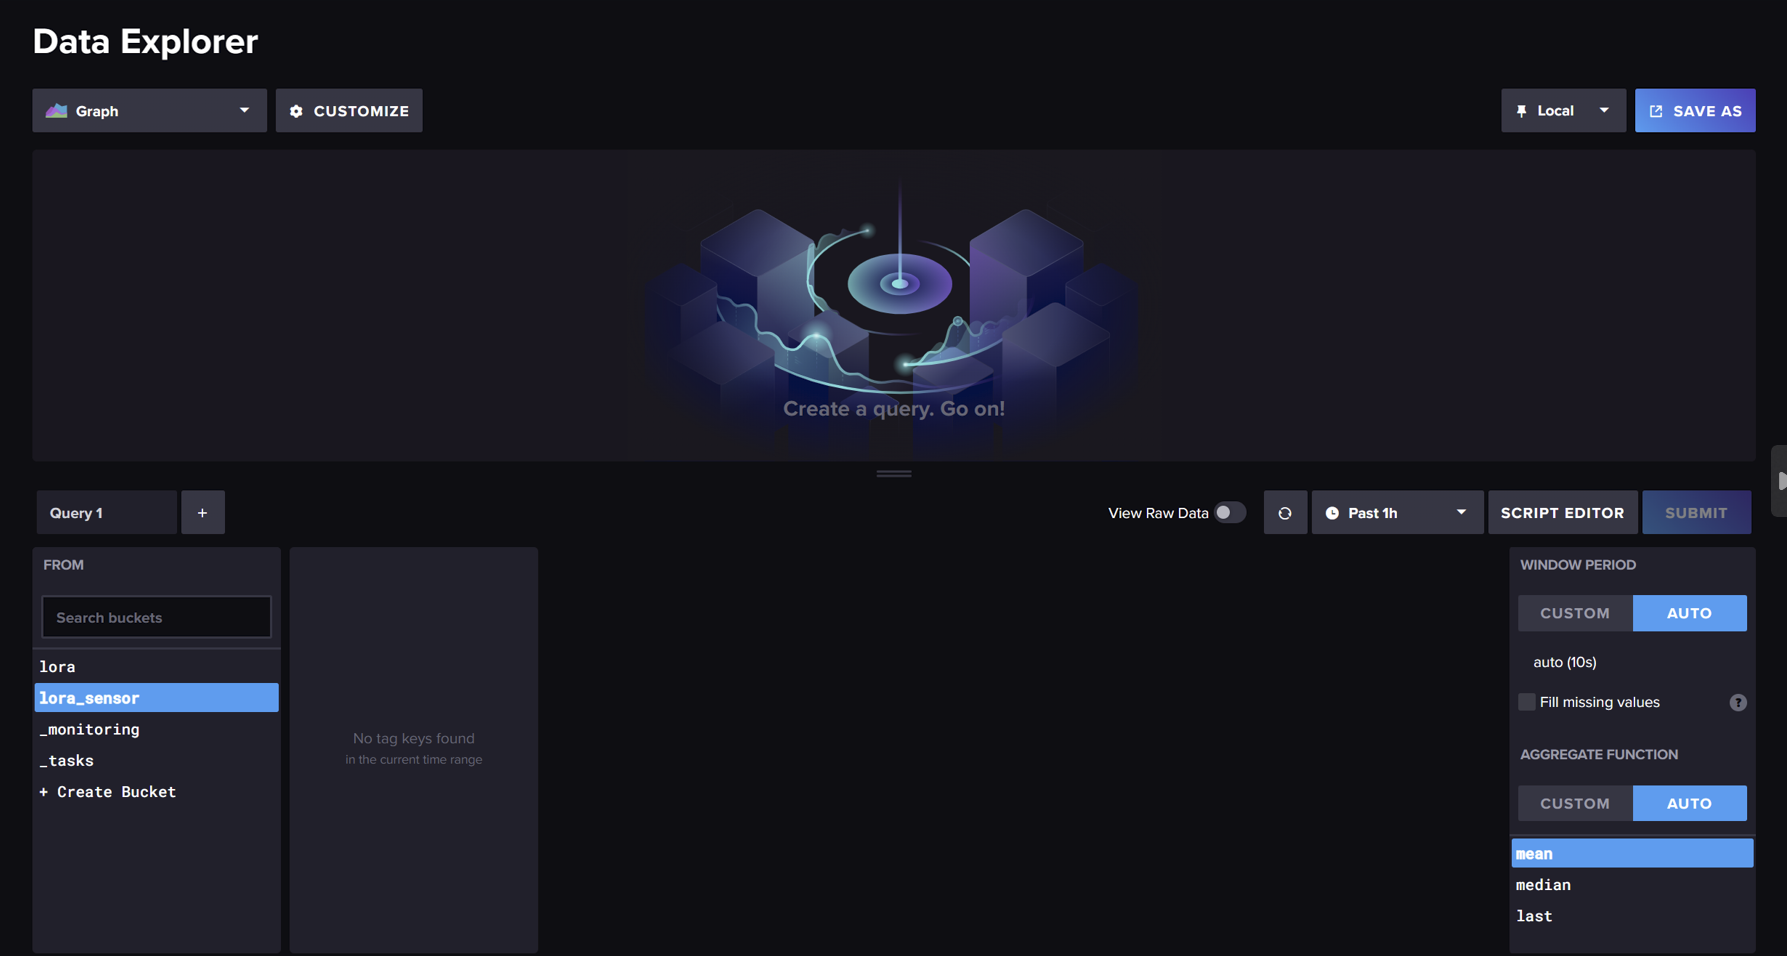 Data Explorer
Graph
CUSTOMIZE
Local
SAVE AS
Create a query. Go on!
Query 1
+
View Raw Data
Past 1h
SCRIPT EDITOR
SUBMIT
FROM
Search buckets
lora
lora_sensor
_monitoring
_tasks
+ Create Bucket
No tag keys found
in the current time range
WINDOW PERIOD
CUSTOM
AUTO
auto (10s)
Fill missing values
?
AGGREGATE FUNCTION
CUSTOM
AUTO
mean
median
last